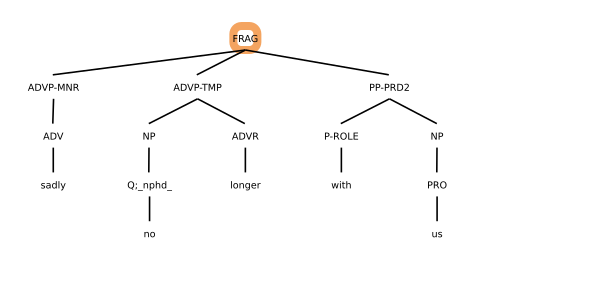 FRAG
ADVP-MNR ADVP-TMP PP-PRD2
ADV NP ADVR P-ROLE NP
sadly Q;_nphd_ longer with PRO
no us